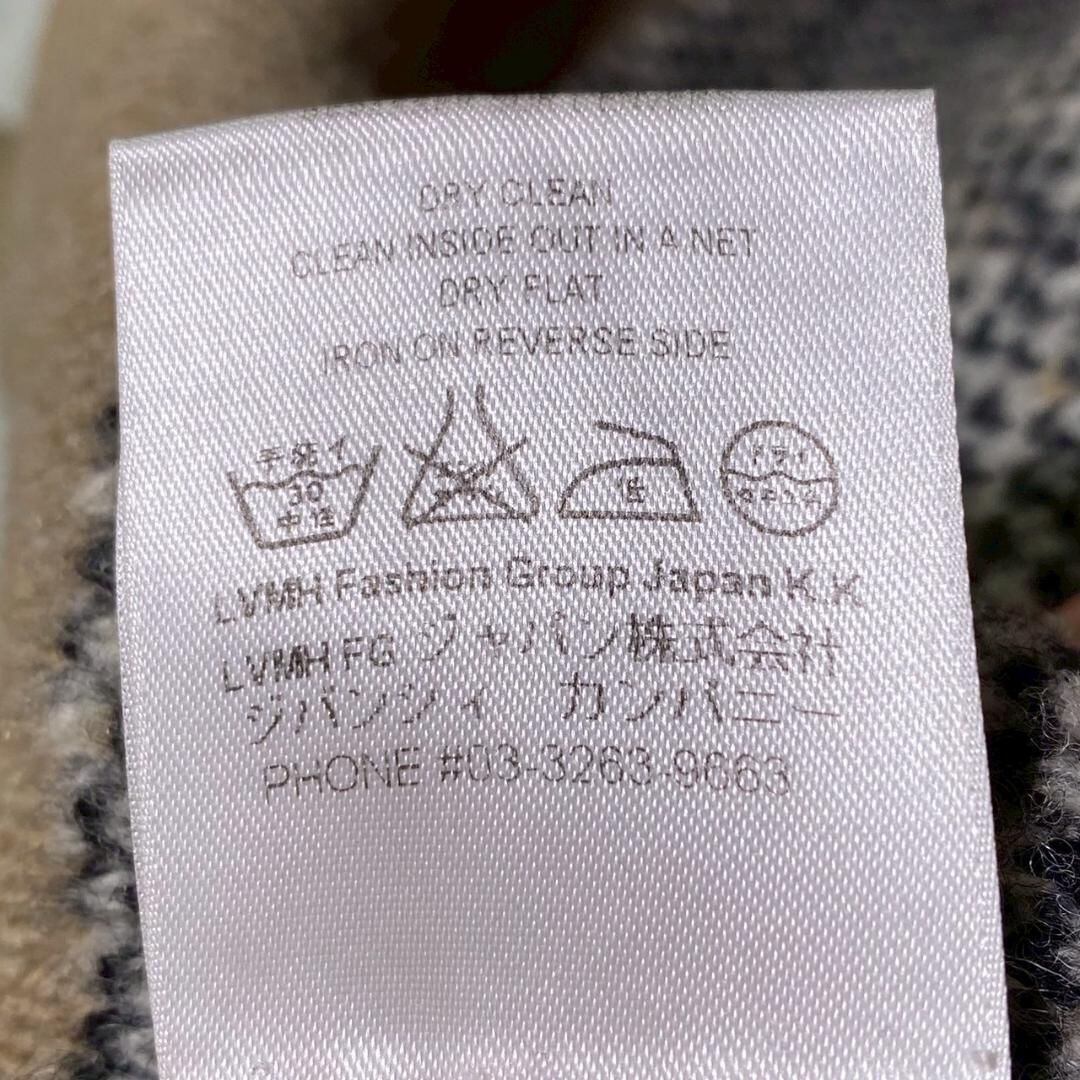 DRY CLEAN
CLEAN INSIDE OUT IN A NET
DRY FLAT
IRON ON REVERSE SIDE
手洗イ
30
中性
低
ドライ
LVMH Fashion Group Japan K.K
LVMH FG ジャパン株式会社
ジバンシィ カンパニー
PHONE #03-3263-9663